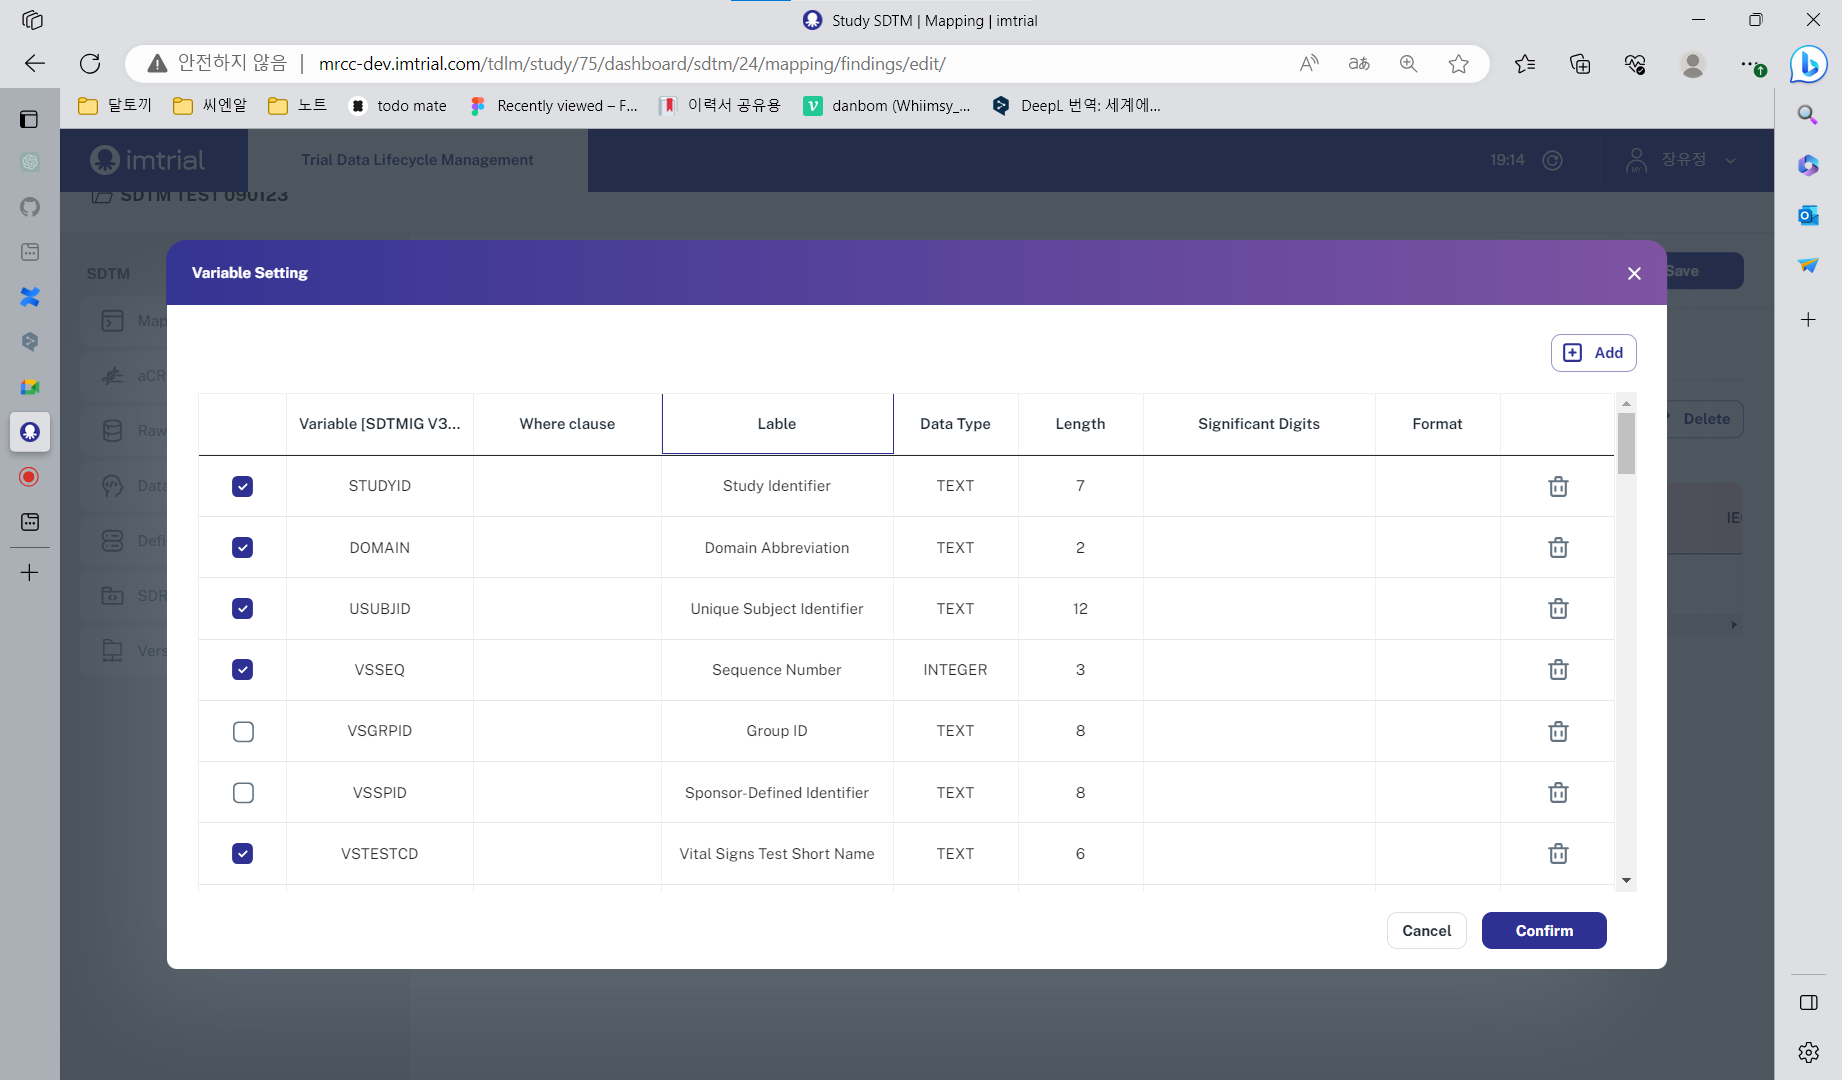 Study SDTM | Mapping | imtrial
안전하지 않음 | mrcc-dev.imtrial.com/tdlm/study/75/dashboard/sdtm/24/mapping/findings/edit/
달토끼 씨엔알 노트 todo mate Recently viewed – F... 이력서 공유용 danbom (Whiimsy_... DeepL 번역: 세계에...
imtrial Trial Data Lifecycle Management 19:14 MY 장유정
SDTM TEST 090123
SDTM
Save
Map
aCR
Raw
Data
Defi
SDR
Vers
Delete
IE
Variable Setting
Add
Variable [SDTMIG V3... Where clause Lable Data Type Length Significant Digits Format
STUDYID Study Identifier TEXT 7
DOMAIN Domain Abbreviation TEXT 2
USUBJID Unique Subject Identifier TEXT 12
VSSEQ Sequence Number INTEGER 3
VSGRPID Group ID TEXT 8
VSSPID Sponsor-Defined Identifier TEXT 8
VSTESTCD Vital Signs Test Short Name TEXT 6
Cancel Confirm